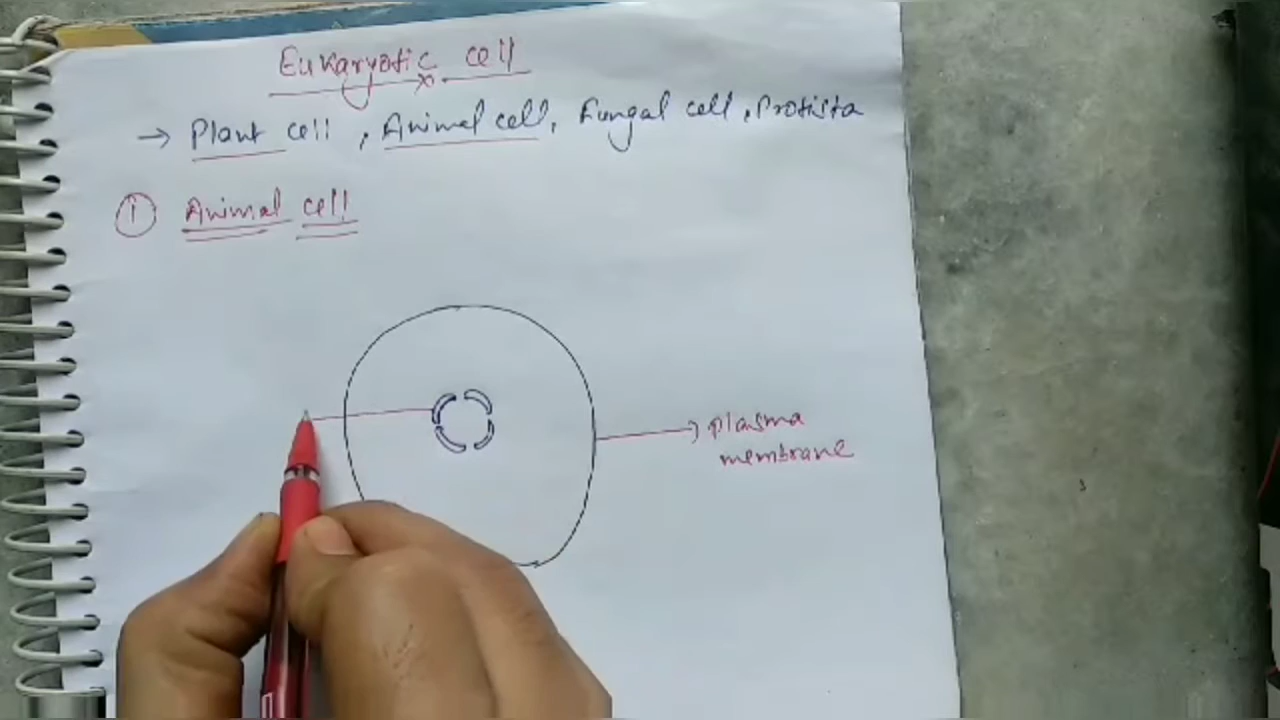 Eukaryotic cell
→ Plant cell, Animal cell, Fungal cell, Protista
① Animal cell
plasma
membrane